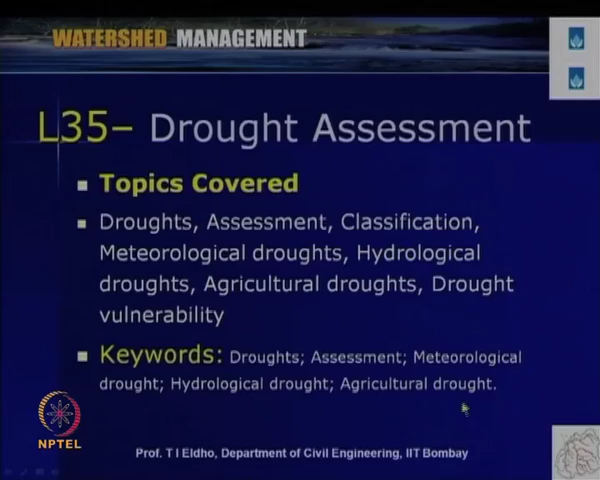 WATERSHED MANAGEMENT
L35– Drought Assessment
Topics Covered
Droughts, Assessment, Classification,
Meteorological droughts, Hydrological
droughts, Agricultural droughts, Drought
vulnerability
Keywords: Droughts; Assessment; Meteorological
drought; Hydrological drought; Agricultural drought.
NPTEL
Prof. T I Eldho, Department of Civil Engineering, IIT Bombay